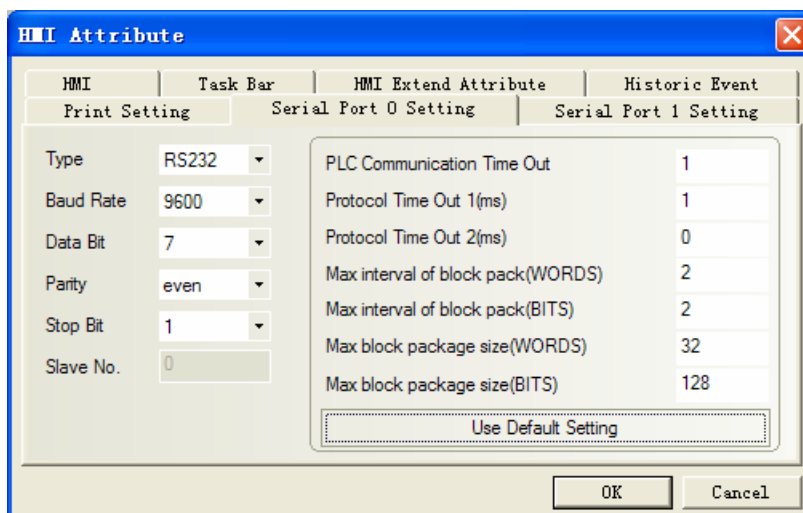 HMI Attribute
HMI Task Bar HMI Extend Attribute Historic Event
Print Setting Serial Port 0 Setting Serial Port 1 Setting
Type RS232
Baud Rate 9600
Data Bit 7
Parity even
Stop Bit 1
Slave No. 0
PLC Communication Time Out 1
Protocol Time Out 1(ms) 1
Protocol Time Out 2(ms) 0
Max interval of block pack(WORDS) 2
Max interval of block pack(BITS) 2
Max block package size(WORDS) 32
Max block package size(BITS) 128
Use Default Setting
OK Cancel